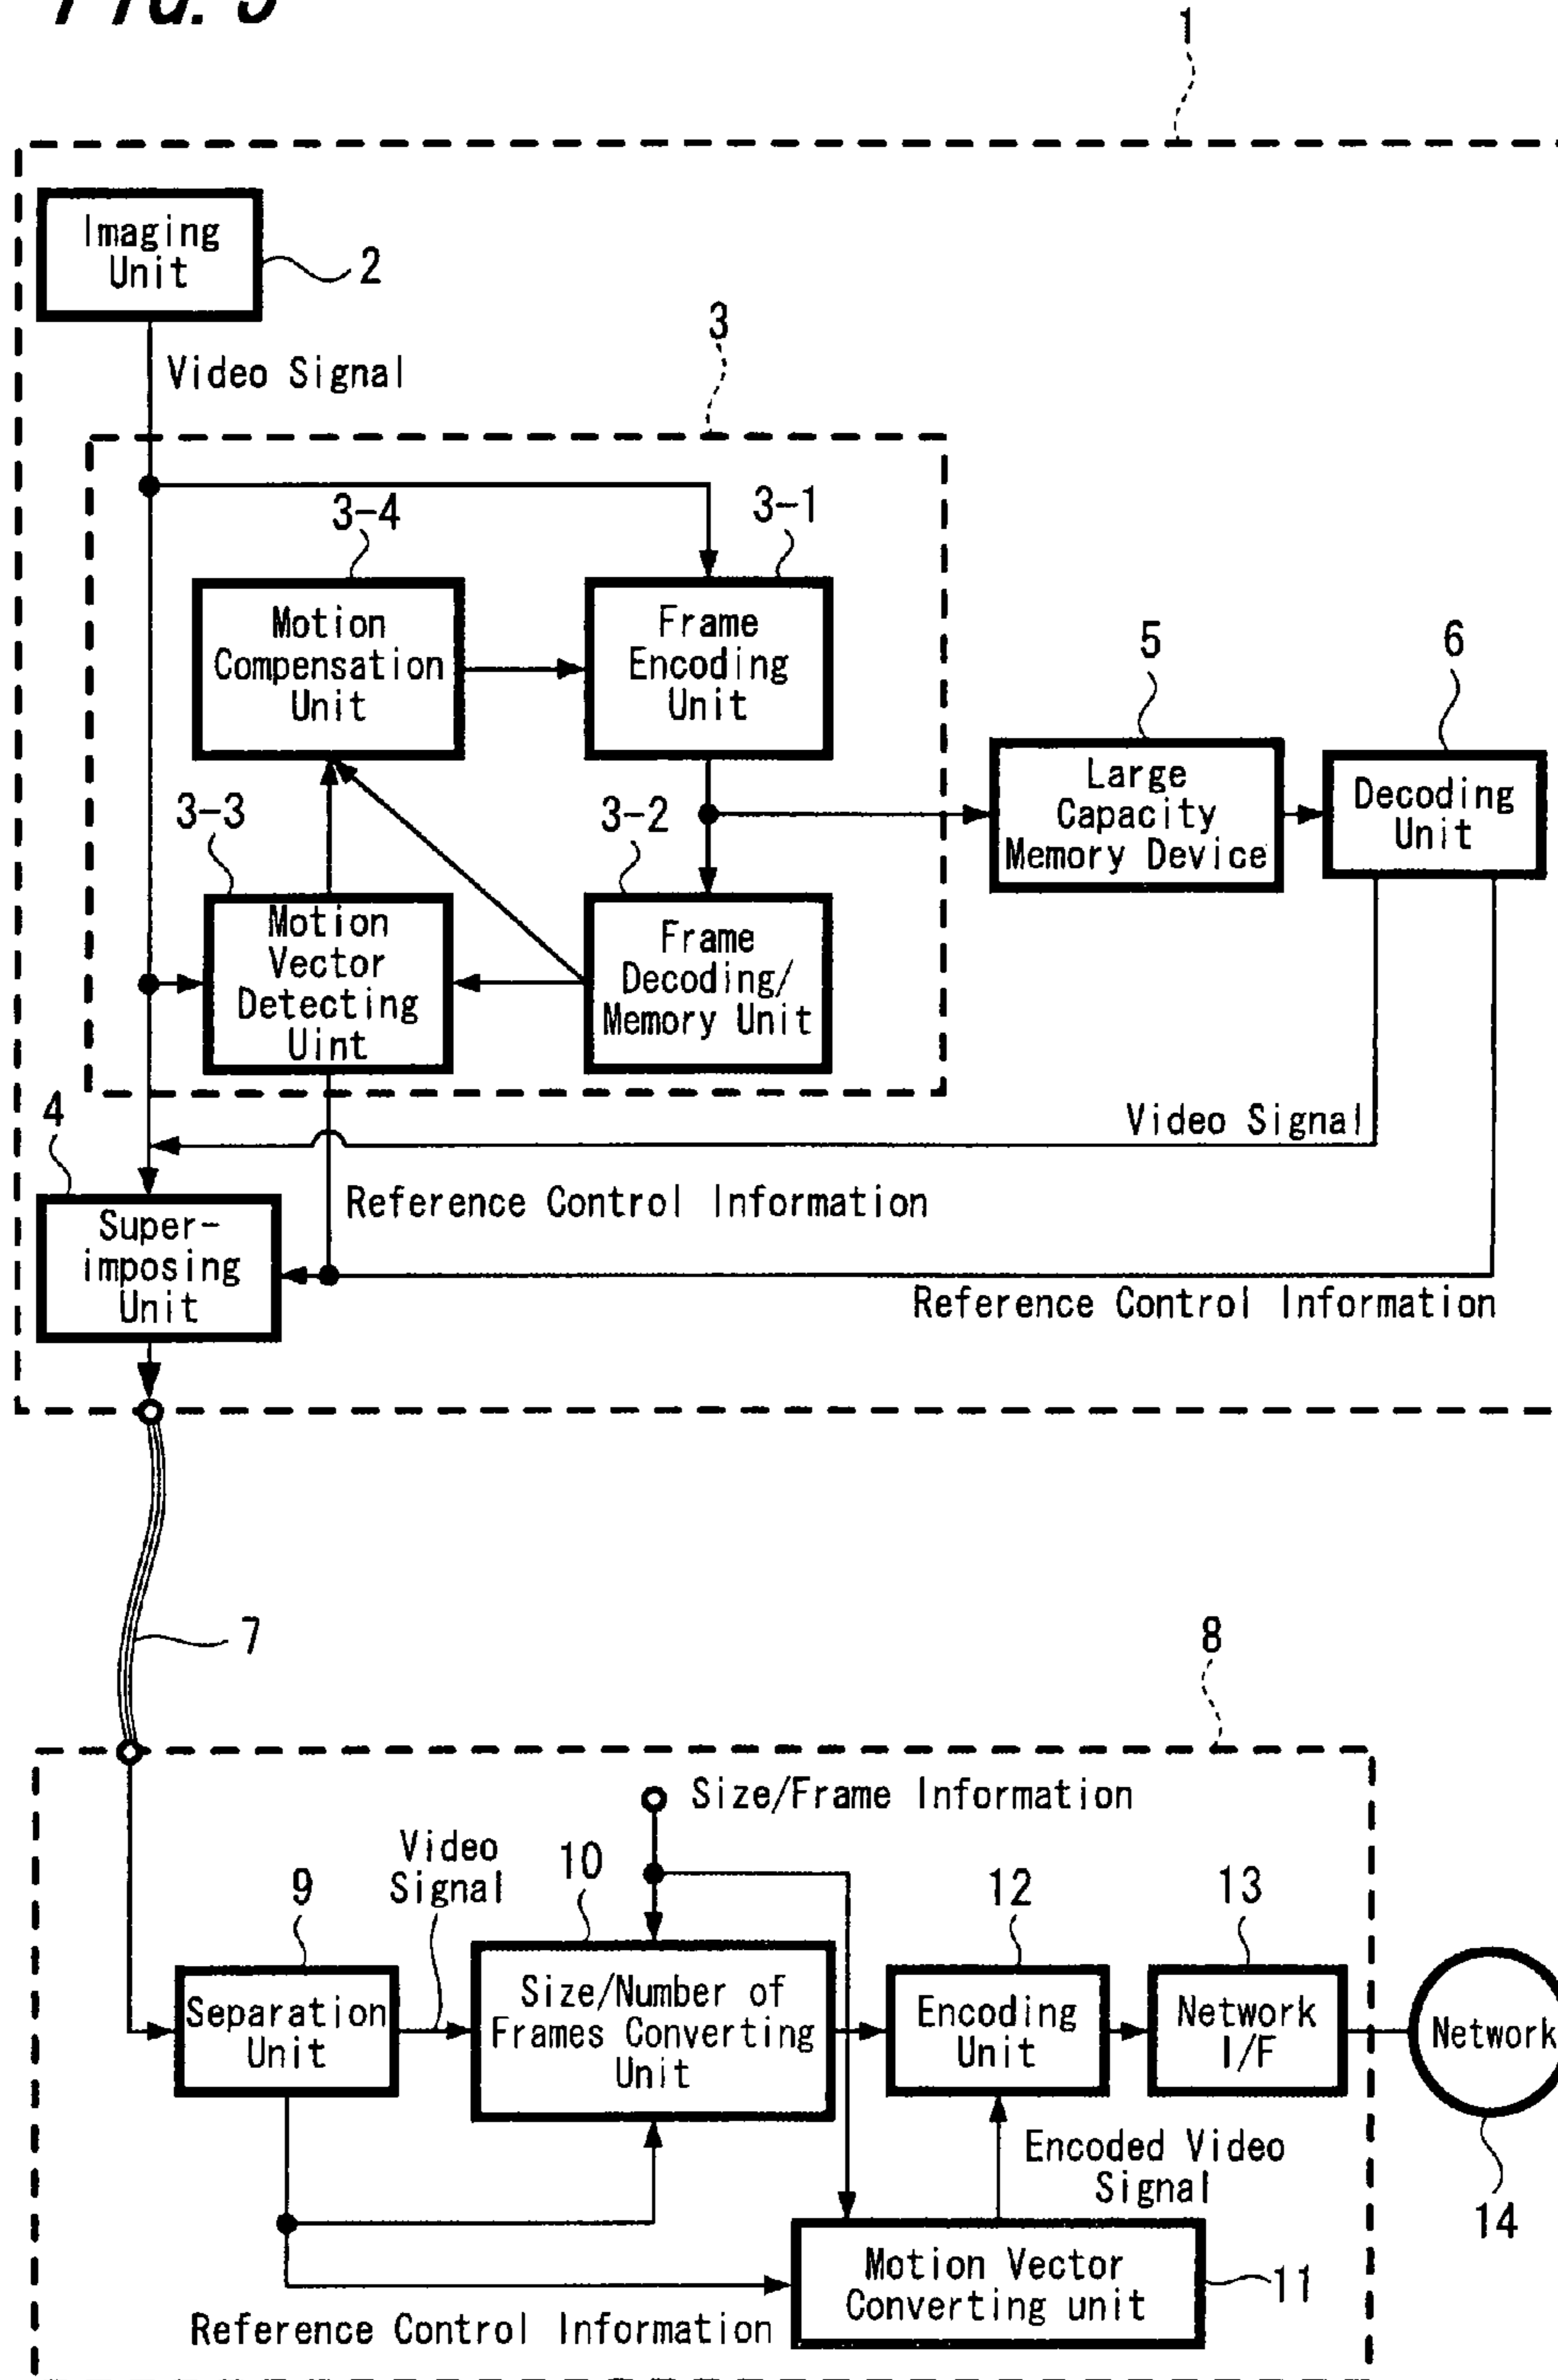 1
Imaging
Unit
2
Video Signal
3
3-4
3-1
Motion
Compensation
Unit
Frame
Encoding
Unit
5
6
Large
Capacity
Memory Device
Decoding
Unit
3-3
3-2
Motion
Vector
Detecting
Uint
Frame
Decoding/
Memory Unit
Video Signal
4
Reference Control Information
Super-
imposing
Unit
Reference Control Information
7
8
Size/Frame Information
Video
Signal
10
9
12
13
Separation
Unit
Size/Number of
Frames Converting
Unit
Encoding
Unit
Network
I/F
Network
Encoded Video
Signal
14
Motion Vector
Converting unit
11
Reference Control Information